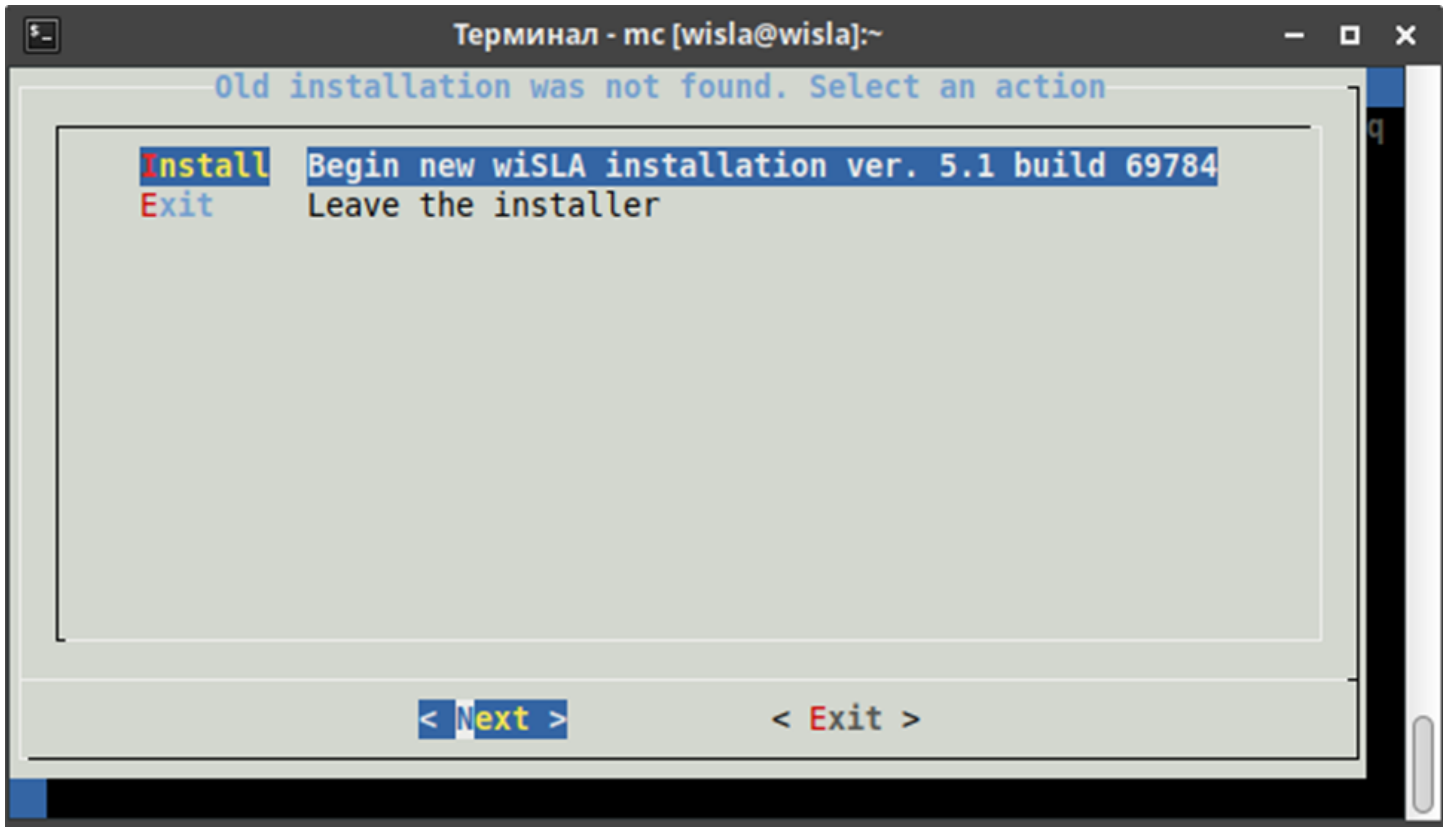 Терминал - mc [wisla@wisla]:~
Old installation was not found. Select an action
q
Install Begin new wiSLA installation ver. 5.1 build 69784
Exit Leave the installer
< Next > < Exit >